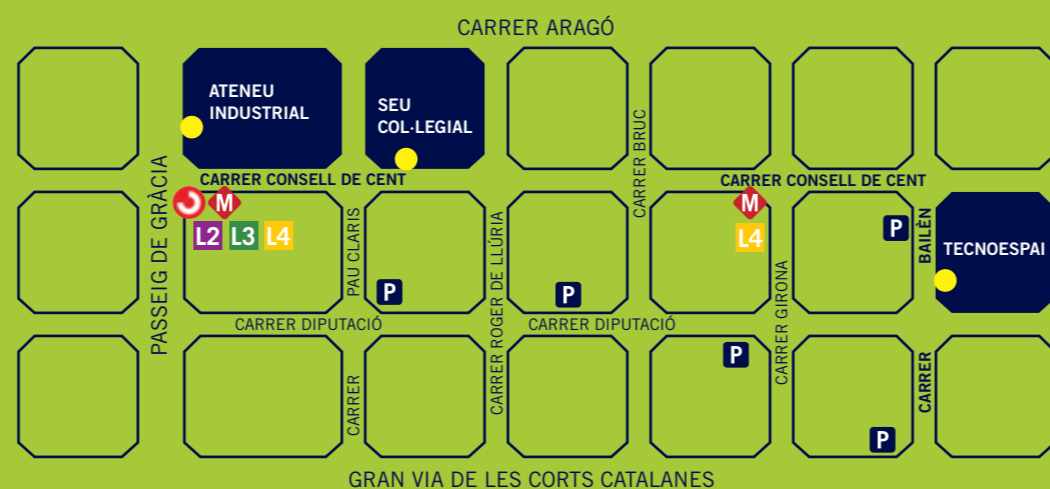 CARRER ARAGÓ
ATENEU
INDUSTRIAL
SEU
COL·LEGIAL
CARRER BRUC
PASSEIG DE GRÀCIA
CARRER CONSELL DE CENT
CARRER CONSELL DE CENT
M
L2 L3 L4
PAU CLARIS
CARRER ROGER DE LLÚRIA
M
L4
P
BAILÈN
TECNOESPAI
P
P
CARRER GIRONA
CARRER DIPUTACIÓ
CARRER DIPUTACIÓ
P
CARRER
CARRER
P
GRAN VIA DE LES CORTS CATALANES